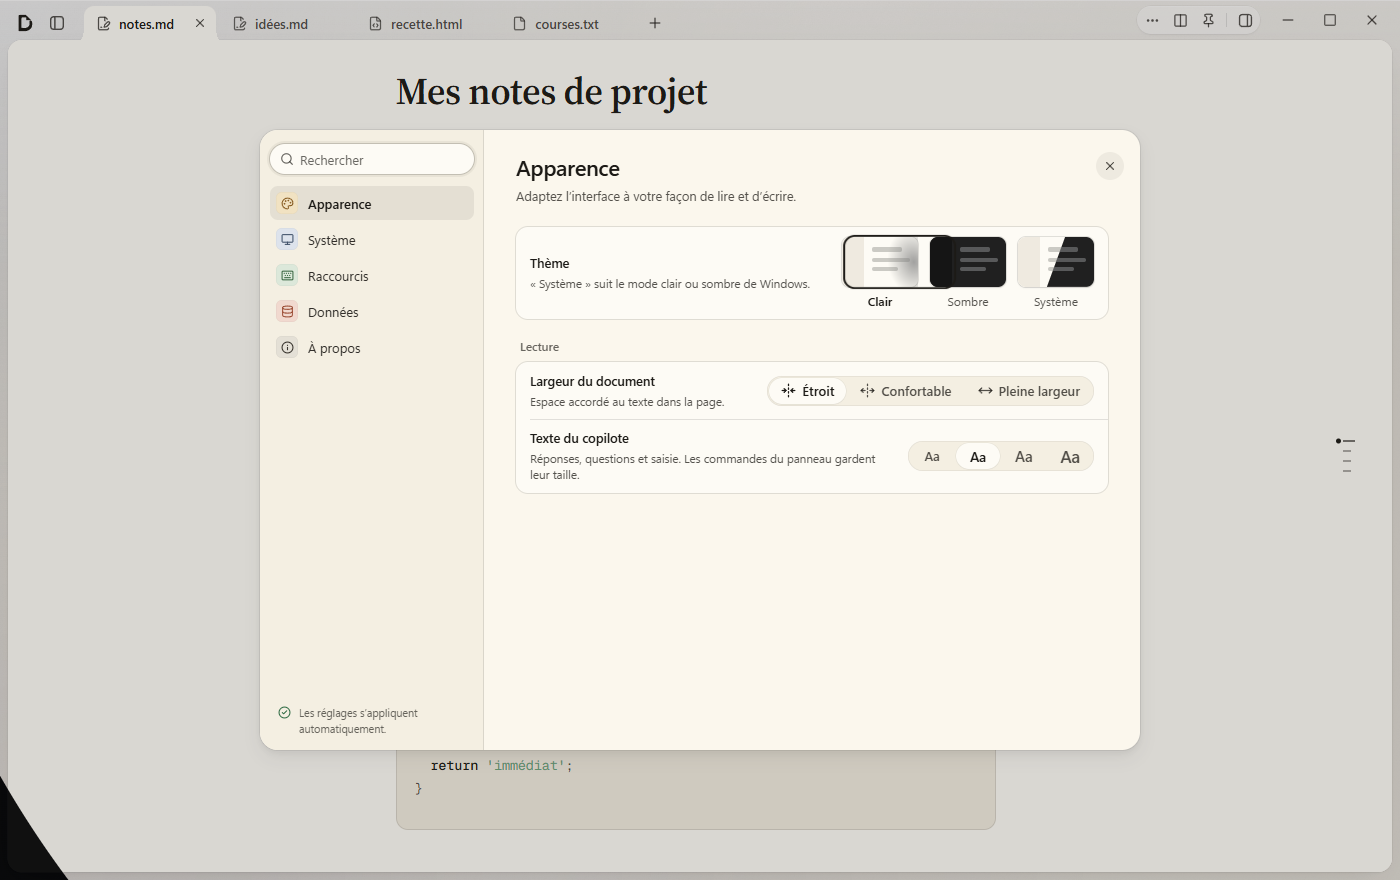 notes.md
idées.md
recette.html
courses.txt
Mes notes de projet
Rechercher
Apparence
Système
Raccourcis
Données
À propos
Les réglages s'appliquent
automatiquement.
Apparence
Adaptez l'interface à votre façon de lire et d'écrire.
Thème
« Système » suit le mode clair ou sombre de Windows.
Clair
Sombre
Système
Lecture
Largeur du document
Espace accordé au texte dans la page.
Étroit
Confortable
Pleine largeur
Texte du copilote
Réponses, questions et saisie. Les commandes du panneau gardent
leur taille.
Aa
Aa
Aa
Aa
return 'immédiat';
}